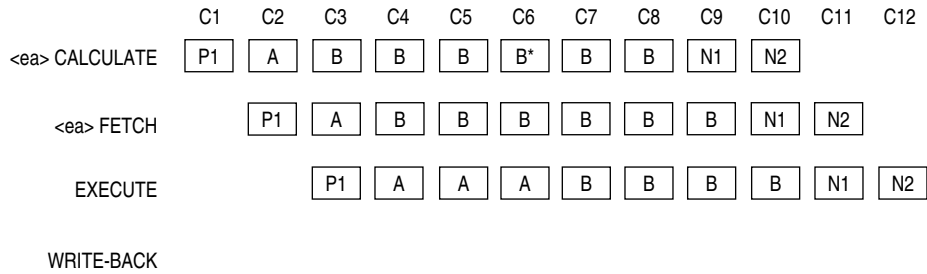 C1 C2 C3 C4 C5 C6 C7 C8 C9 C10 C11 C12
<ea> CALCULATE P1 A B B B B* B B N1 N2
<ea> FETCH P1 A B B B B B B N1 N2
EXECUTE P1 A A A B B B B N1 N2
WRITE-BACK